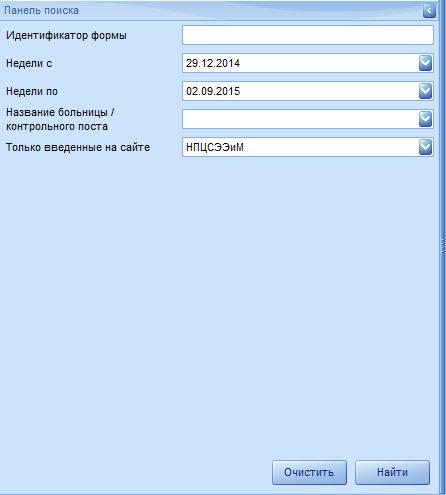 Панель поиска
Идентификатор формы
Недели с 29.12.2014
Недели по 02.09.2015
Название больницы /
контрольного поста
Только введенные на сайте НПЦСЭЭиМ
Очистить Найти